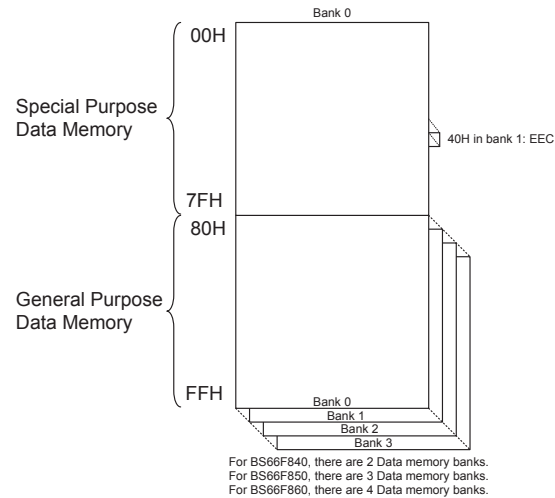 Bank 0
00H
Special Purpose
Data Memory
40H in bank 1: EEC
7FH
80H
General Purpose
Data Memory
FFH
Bank 0
Bank 1
Bank 2
Bank 3
For BS66F840, there are 2 Data memory banks.
For BS66F850, there are 3 Data memory banks.
For BS66F860, there are 4 Data memory banks.